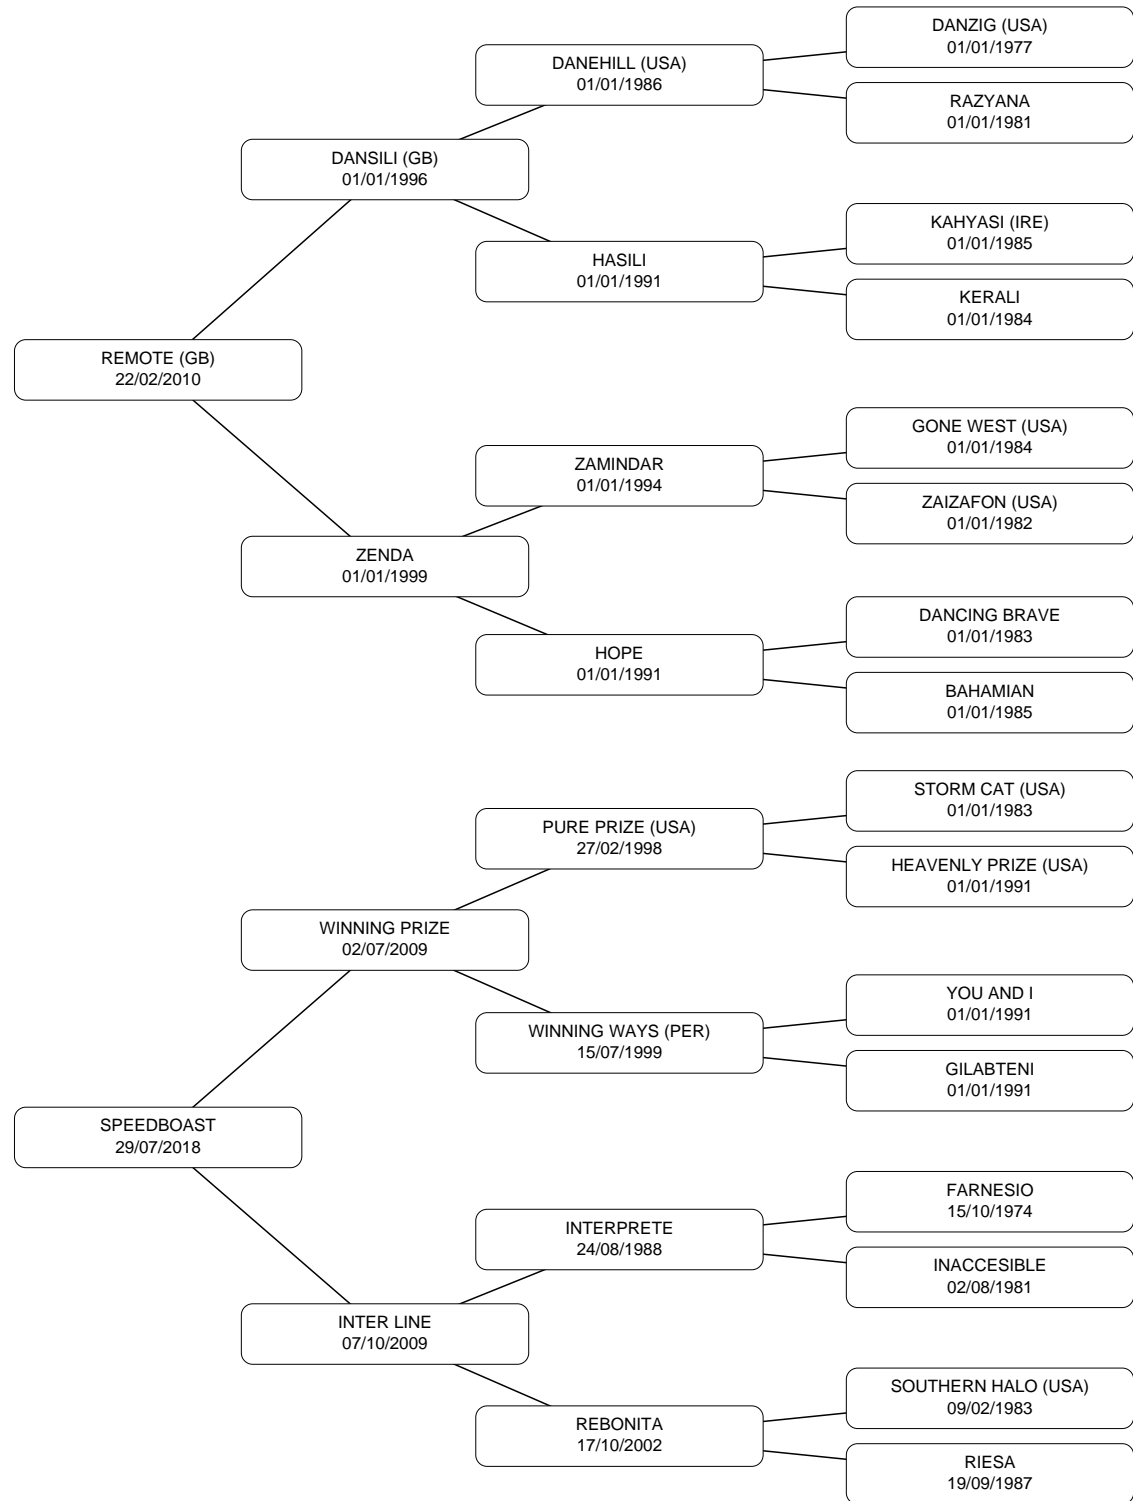 DANZIG (USA)
01/01/1977
DANEHILL (USA)
01/01/1986
RAZYANA
01/01/1981
DANSILI (GB)
01/01/1996
KAHYASI (IRE)
01/01/1985
HASILI
01/01/1991
KERALI
01/01/1984
REMOTE (GB)
22/02/2010
GONE WEST (USA)
01/01/1984
ZAMINDAR
01/01/1994
ZAIZAFON (USA)
01/01/1982
ZENDA
01/01/1999
DANCING BRAVE
01/01/1983
HOPE
01/01/1991
BAHAMIAN
01/01/1985
STORM CAT (USA)
01/01/1983
PURE PRIZE (USA)
27/02/1998
HEAVENLY PRIZE (USA)
01/01/1991
WINNING PRIZE
02/07/2009
YOU AND I
01/01/1991
WINNING WAYS (PER)
15/07/1999
GILABTENI
01/01/1991
SPEEDBOAST
29/07/2018
FARNESIO
15/10/1974
INTERPRETE
24/08/1988
INACCESIBLE
02/08/1981
INTER LINE
07/10/2009
SOUTHERN HALO (USA)
09/02/1983
REBONITA
17/10/2002
RIESA
19/09/1987